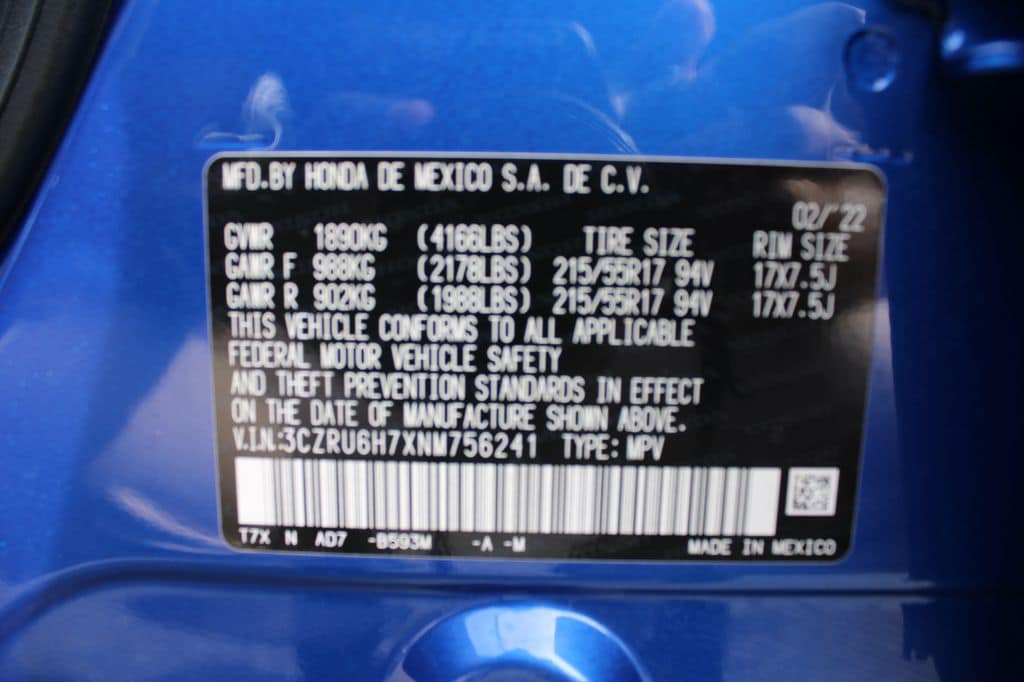 MFD.BY HONDA DE MEXICO S.A. DE C.V.
02/'22
GVWR 1890KG (4166LBS) TIRE SIZE RIM SIZE
GAWR F 988KG (2178LBS) 215/55R17 94V 17X7.5J
GAWR R 902KG (1988LBS) 215/55R17 94V 17X7.5J
THIS VEHICLE CONFORMS TO ALL APPLICABLE
FEDERAL MOTOR VEHICLE SAFETY
AND THEFT PREVENTION STANDARDS IN EFFECT
ON THE DATE OF MANUFACTURE SHOWN ABOVE.
V.I.N.:3CZRU6H7XNM756241 TYPE: MPV
T7X N AD7 -B593M -A -M MADE IN MEXICO